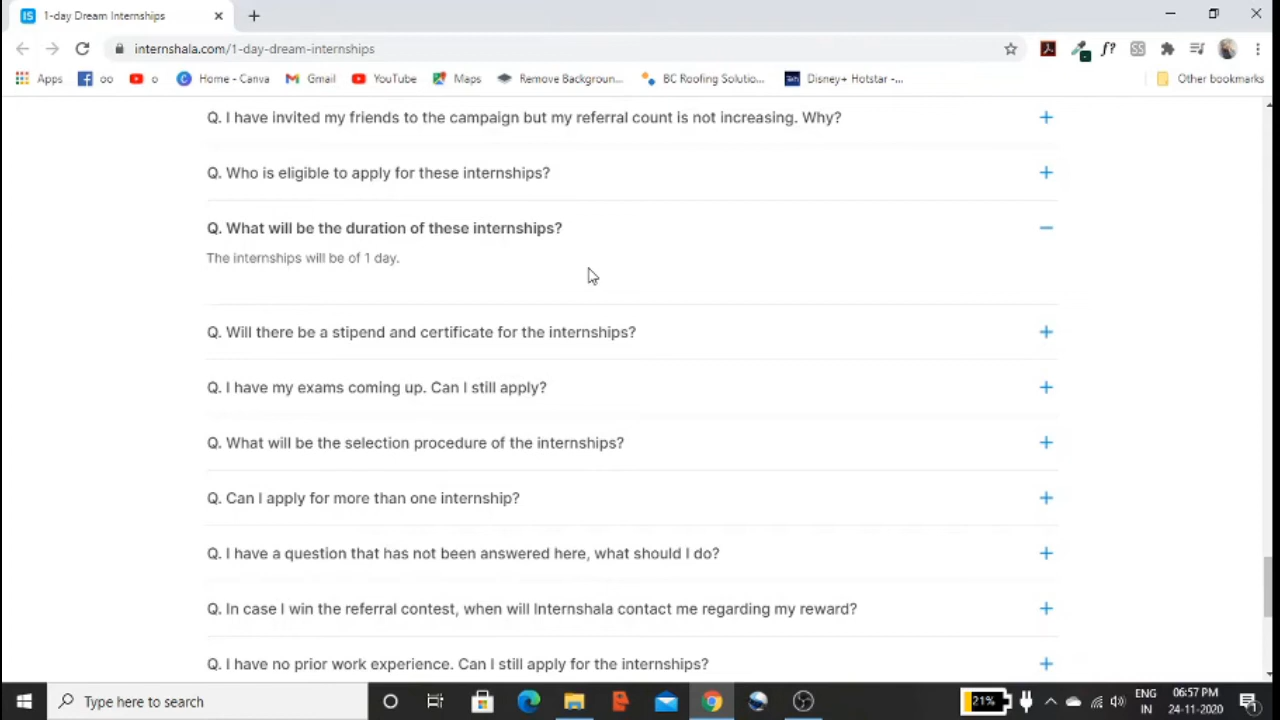 1-day Dream Internships
internshala.com/1-day-dream-internships
Apps
oo
o
Home - Canva
Gmail
YouTube
Maps
Remove Backgroun...
BC Roofing Solutio...
Disney+ Hotstar -...
Other bookmarks
Q. I have invited my friends to the campaign but my referral count is not increasing. Why?
Q. Who is eligible to apply for these internships?
Q. What will be the duration of these internships?
The internships will be of 1 day.
Q. Will there be a stipend and certificate for the internships?
Q. I have my exams coming up. Can I still apply?
Q. What will be the selection procedure of the internships?
Q. Can I apply for more than one internship?
Q. I have a question that has not been answered here, what should I do?
Q. In case I win the referral contest, when will Internshala contact me regarding my reward?
Q. I have no prior work experience. Can I still apply for the internships?
Type here to search
21%
ENG
IN
06:57 PM
24-11-2020